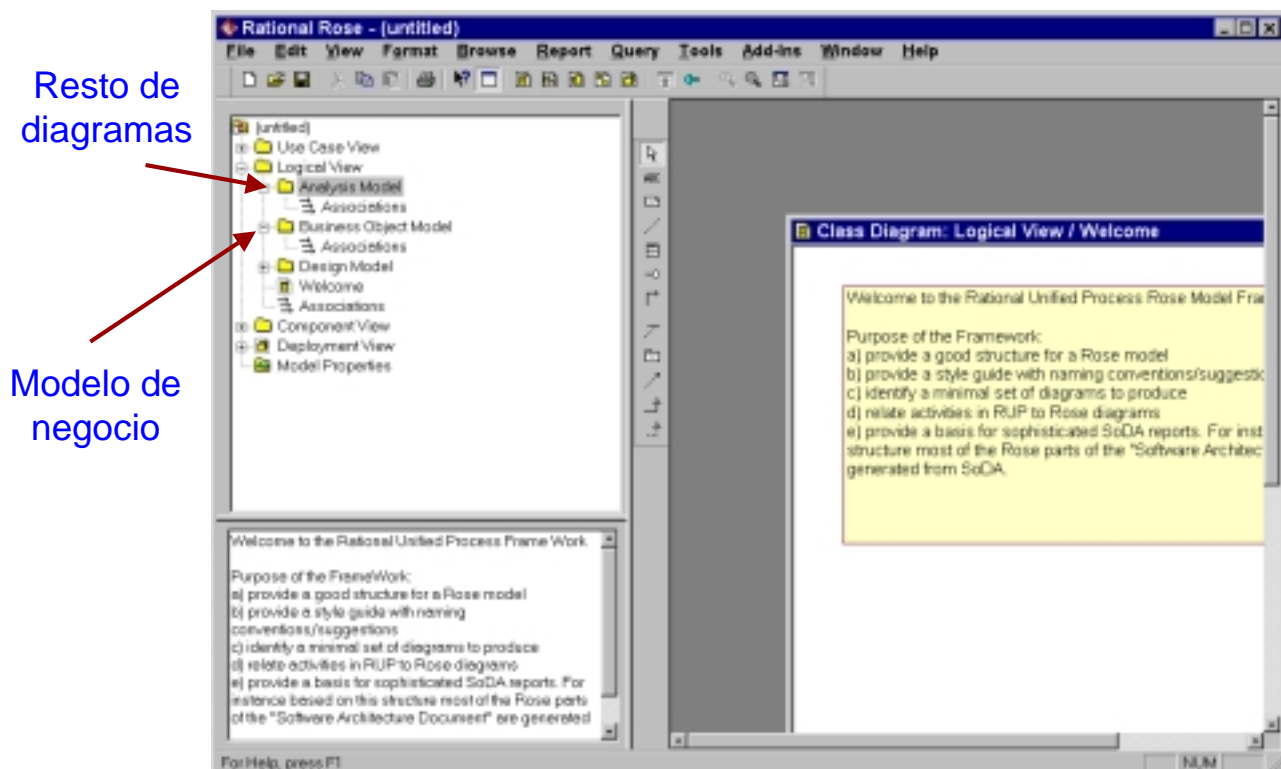 Resto de
diagramas
Modelo de
negocio
Rational Rose - (untitled)
File Edit View Format Browse Report Query Tools Add-Ins Window Help
(untitled)
Use Case View
Logical View
Analysis Model
Associations
Business Object Model
Associations
Design Model
Welcome
Associations
Component View
Deployment View
Model Properties
ABC
Class Diagram: Logical View / Welcome
Welcome to the Rational Unified Process Rose Model Fra
Purpose of the Framework:
a) provide a good structure for a Rose model
b) provide a style guide with naming conventions/suggestio
c) identify a minimal set of diagrams to produce
d) relate activities in RUP to Rose diagrams
e) provide a basis for sophisticated SoDA reports. For inst
structure most of the Rose parts of the "Software Architec
generated from SoDA.
Welcome to the Rational Unified Process Frame Work
Purpose of the FrameWork:
a) provide a good structure for a Rose model
b) provide a style guide with naming
conventions/suggestions
c) identify a minimal set of diagrams to produce
d) relate activities in RUP to Rose diagrams
e) provide a basis for sophisticated SoDA reports. For
instance based on this structure most of the Rose parts
of the "Software Architecture Document" are generated
For Help, press F1
NUM